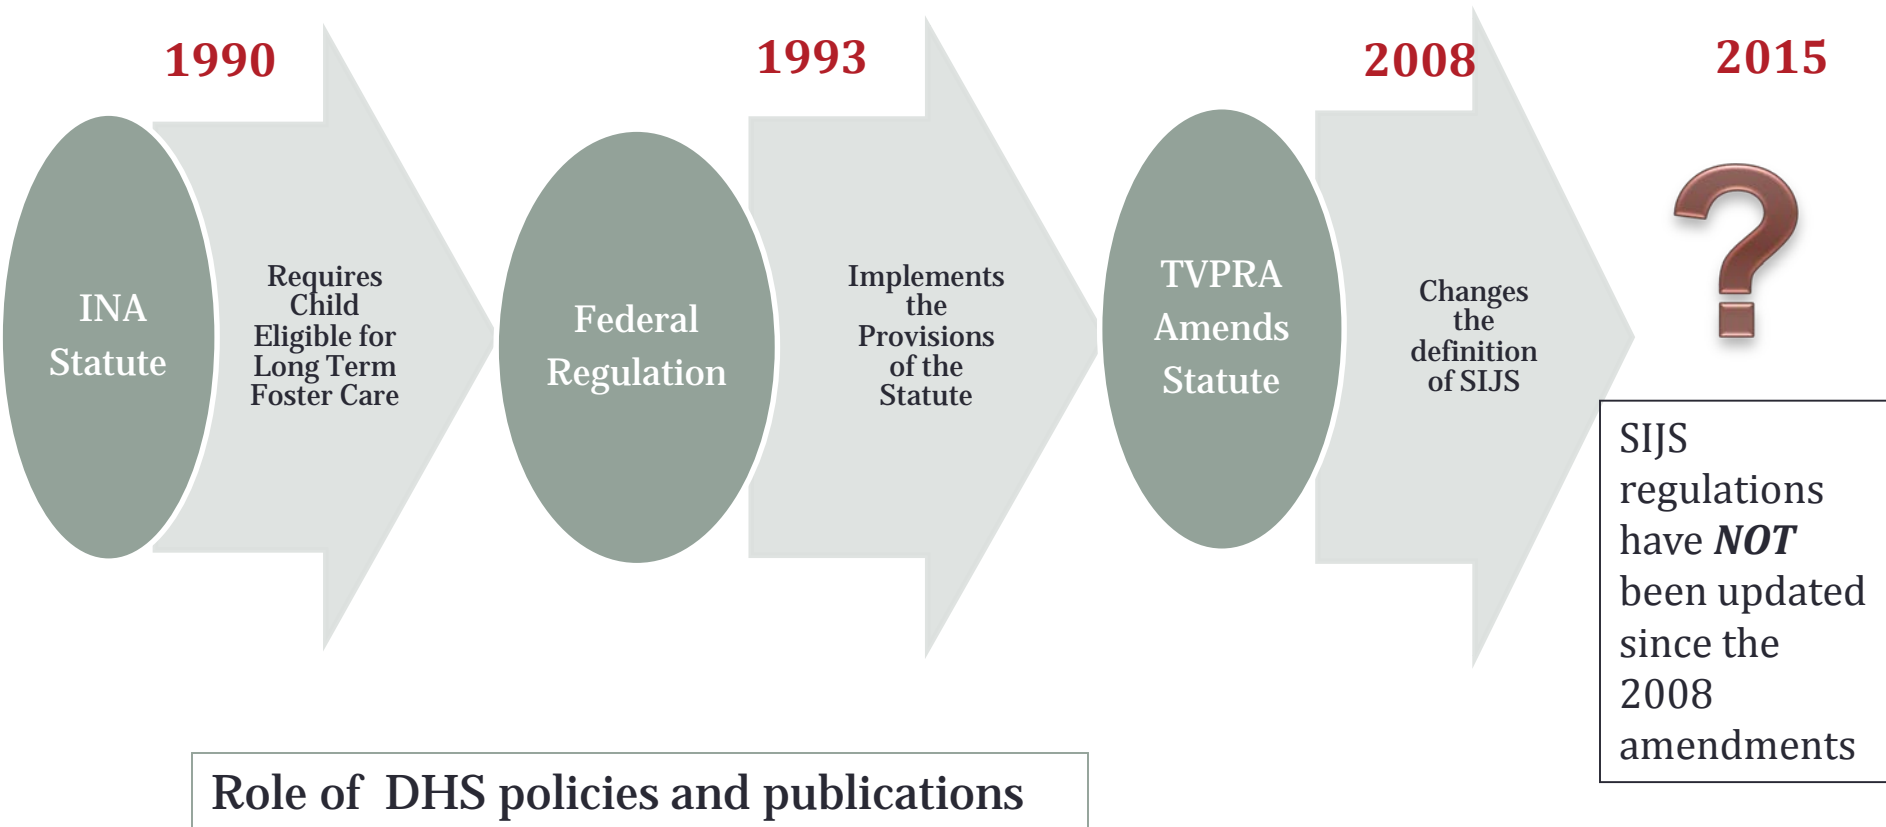 1990
INA
Statute
Requires
Child
Eligible for
Long Term
Foster Care
1993
Federal
Regulation
Implements
the
Provisions
of the
Statute
2008
TVPRA
Amends
Statute
Changes
the
definition
of SIJS
2015
?
SIJS
regulations
have NOT
been updated
since the
2008
amendments
Role of DHS policies and publications